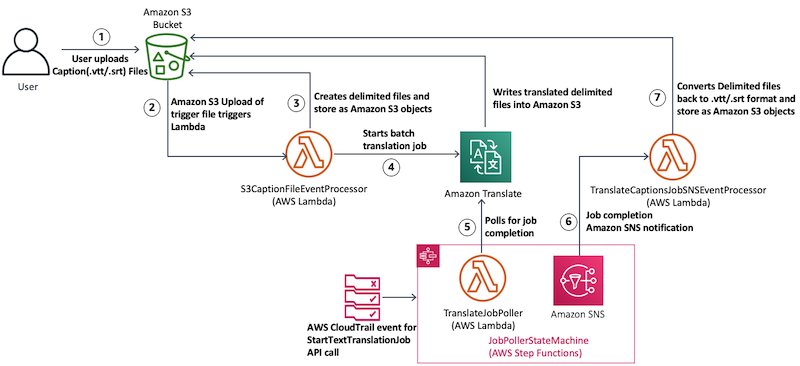 Amazon S3
Bucket
1
User uploads
Caption(.vtt/.srt) Files
User
2
Amazon S3 Upload of
trigger file triggers
Lambda
3
Creates delimited files and
store as Amazon S3 objects
Writes translated delimited
files into Amazon S3
7
Converts Delimited files
back to .vtt/.srt format and
store as Amazon S3 objects
Starts batch
translation job
4
A
文
S3CaptionFileEventProcessor
(AWS Lambda)
Amazon Translate
TranslateCaptionsJobSNSEventProcessor
(AWS Lambda)
5
Polls for job
completion
6
Job completion
Amazon SNS notification
AWS CloudTrail event for
StartTextTranslationJob
API call
TranslateJobPoller
(AWS Lambda)
Amazon SNS
JobPollerStateMachine
(AWS Step Functions)